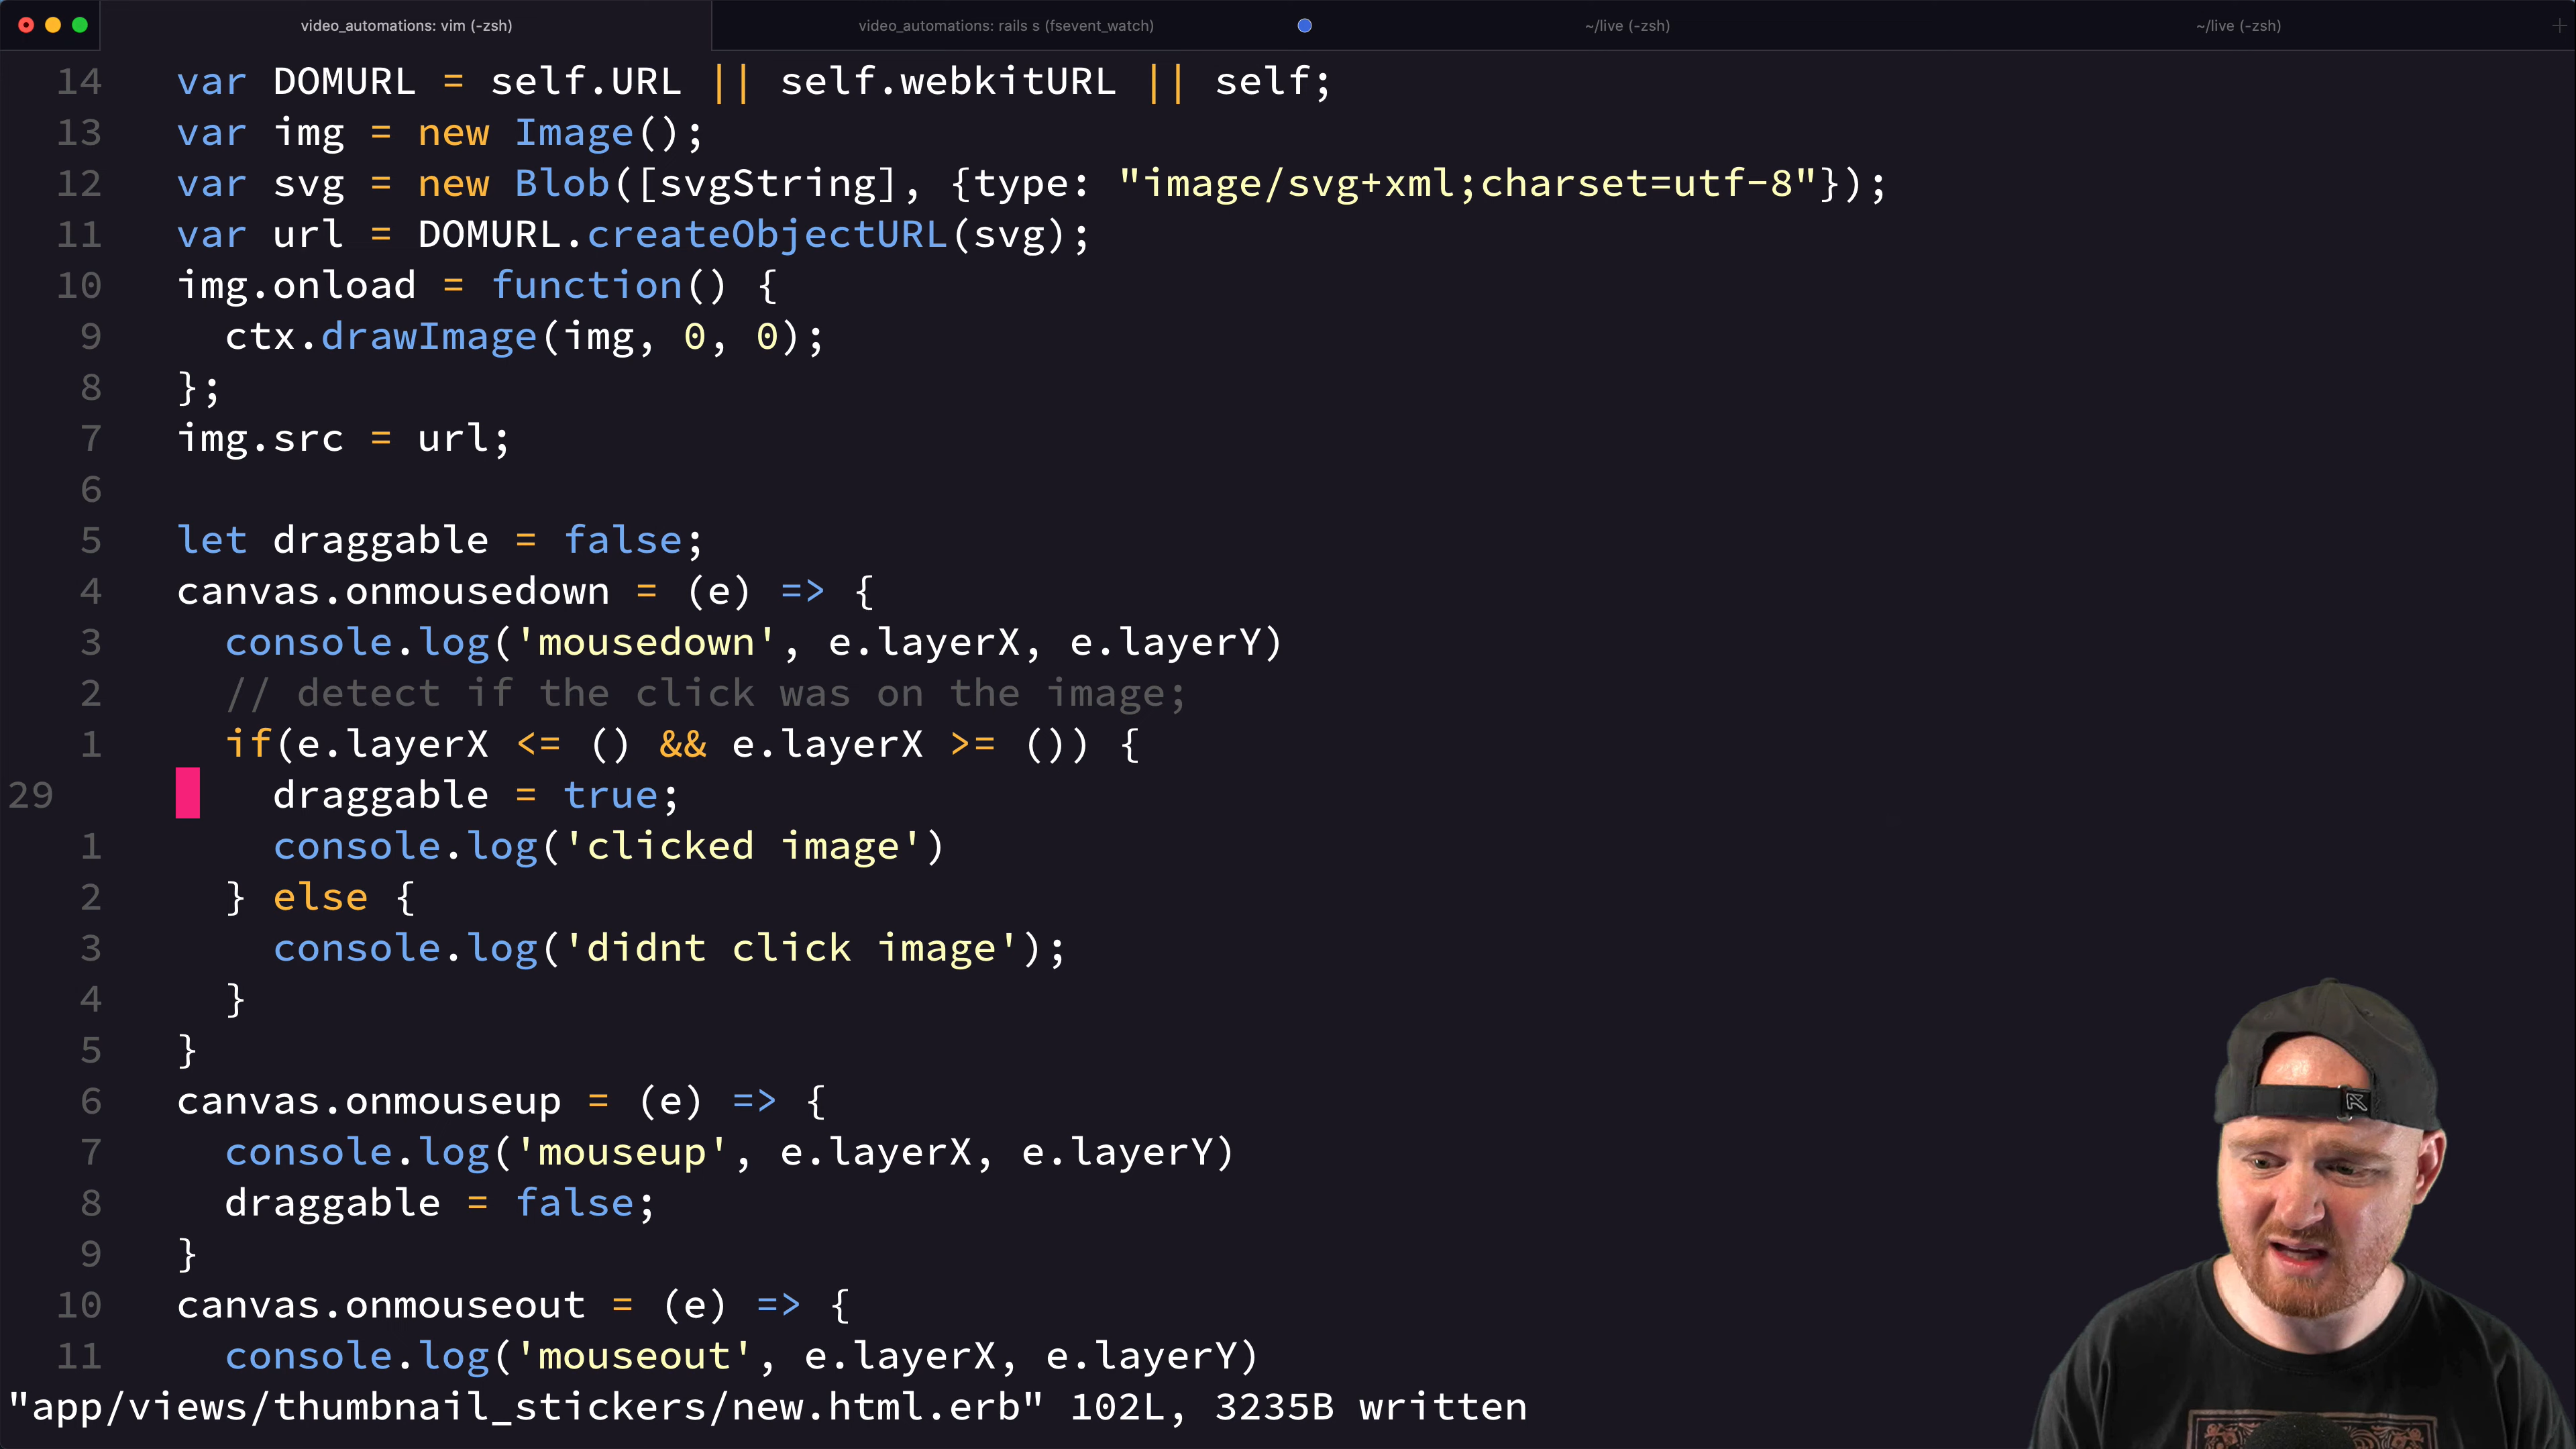 video_automations: vim (-zsh)
video_automations: rails s (fsevent_watch)
~/live (-zsh)
~/live (-zsh)
14 var DOMURL = self.URL || self.webkitURL || self;
13 var img = new Image();
12 var svg = new Blob([svgString], {type: "image/svg+xml;charset=utf-8"});
11 var url = DOMURL.createObjectURL(svg);
10 img.onload = function() {
9 ctx.drawImage(img, 0, 0);
8 };
7 img.src = url;
6
5 let draggable = false;
4 canvas.onmousedown = (e) => {
3 console.log('mousedown', e.layerX, e.layerY)
2 // detect if the click was on the image;
1 if(e.layerX <= () && e.layerX >= ()) {
29 draggable = true;
1 console.log('clicked image')
2 } else {
3 console.log('didnt click image');
4 }
5 }
6 canvas.onmouseup = (e) => {
7 console.log('mouseup', e.layerX, e.layerY)
8 draggable = false;
9 }
10 canvas.onmouseout = (e) => {
11 console.log('mouseout', e.layerX, e.layerY)
"app/views/thumbnail_stickers/new.html.erb" 102L, 3235B written